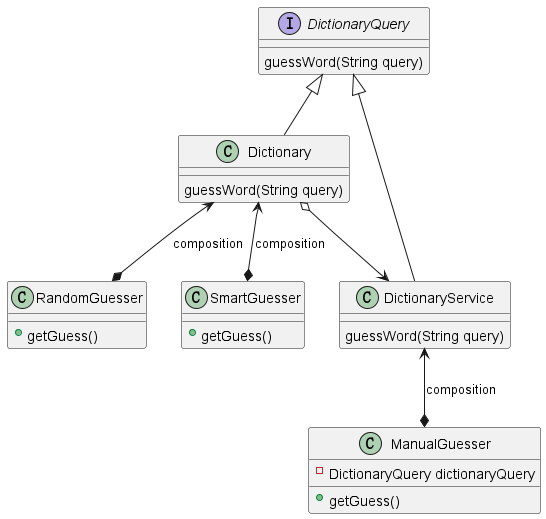 I DictionaryQuery
guessWord(String query)
C Dictionary
guessWord(String query)
composition
composition
C RandomGuesser
getGuess()
C SmartGuesser
getGuess()
C DictionaryService
guessWord(String query)
composition
C ManualGuesser
DictionaryQuery dictionaryQuery
getGuess()